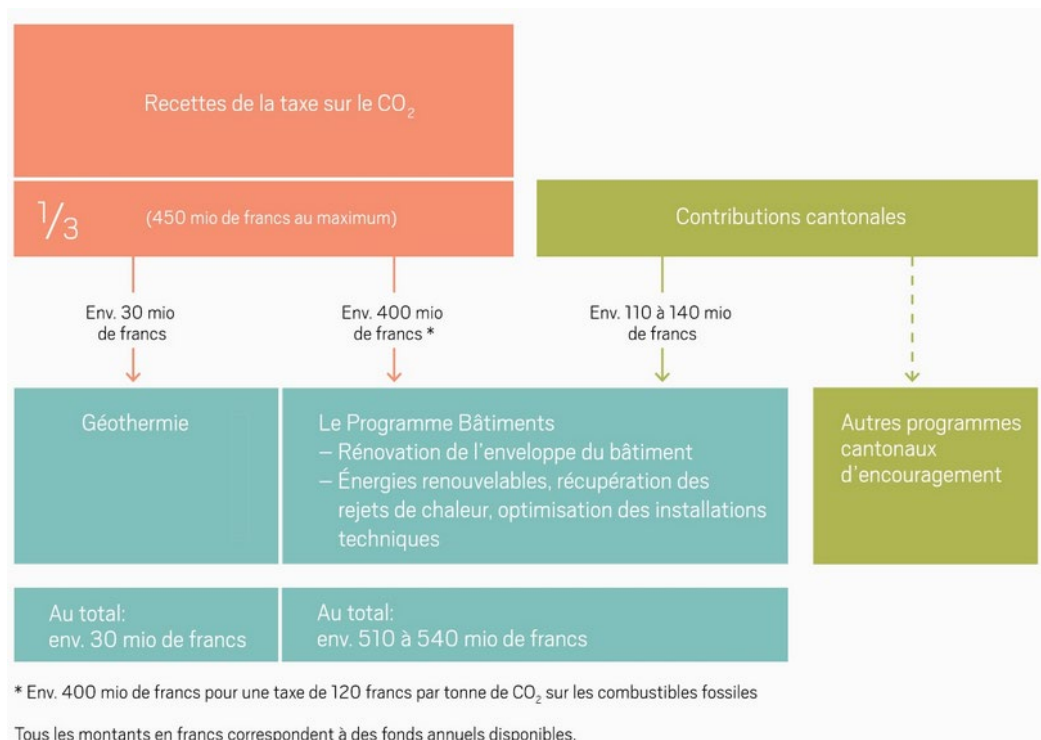 Recettes de la taxe sur le CO₂
1/3 (450 mio de francs au maximum)
Contributions cantonales
Env. 30 mio
de francs
Env. 400 mio
de francs *
Env. 110 à 140 mio
de francs
Géothermie
Le Programme Bâtiments
– Rénovation de l'enveloppe du bâtiment
– Énergies renouvelables, récupération des
rejets de chaleur, optimisation des installations
techniques
Autres programmes
cantonaux
d'encouragement
Au total:
env. 30 mio de francs
Au total:
env. 510 à 540 mio de francs
* Env. 400 mio de francs pour une taxe de 120 francs par tonne de CO₂ sur les combustibles fossiles
Tous les montants en francs correspondent à des fonds annuels disponibles.